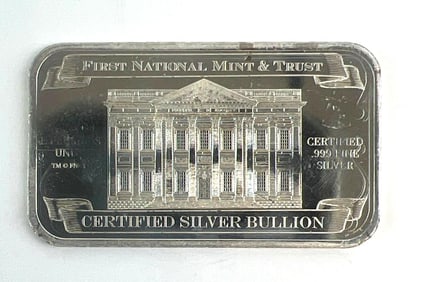 FIRST NATIONAL MINT & TRUST
CERTIFIED
.999 FINE
SILVER
CERTIFIED SILVER BULLION